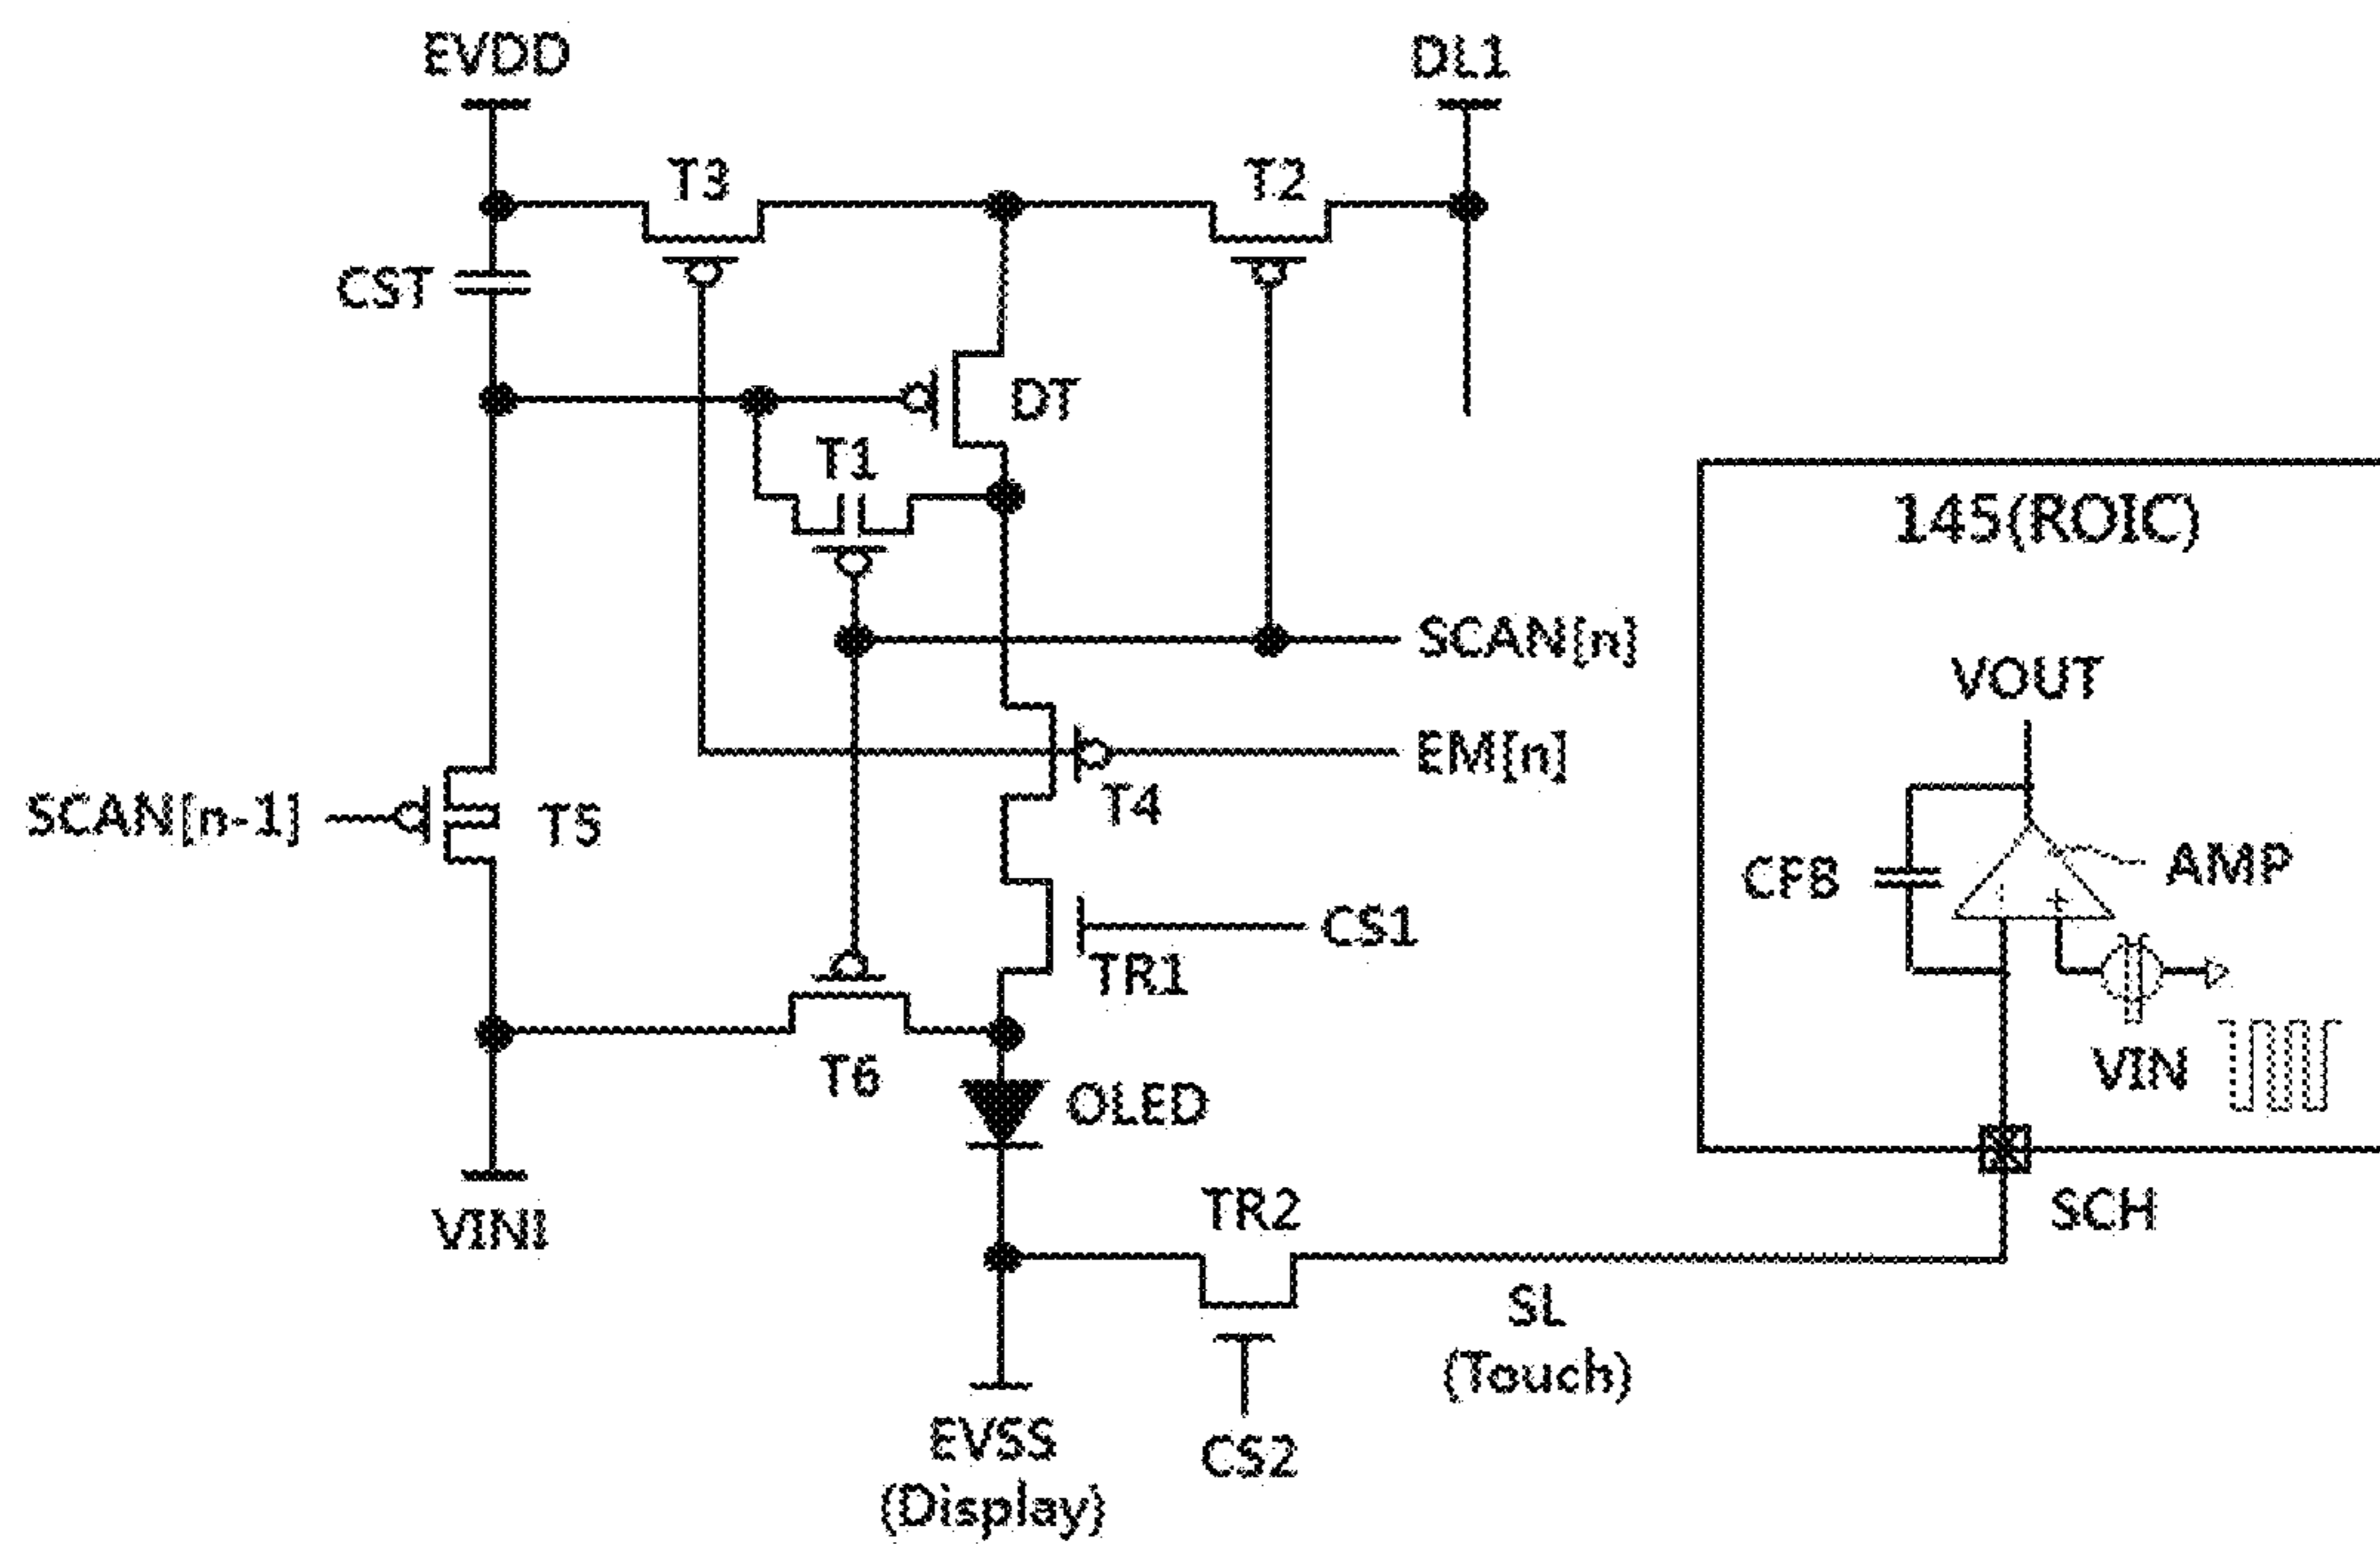 EVDD
DL1
T3
T2
CST
DT
T1
145(ROIC)
SCAN[n]
VOUT
EM[n]
T4
SCAN[n-1]
T5
CFB
AMP
CS1
TR1
T6
VIN
OLED
VINI
TR2
SCH
SL
(Touch)
EVSS
(Display)
CS2